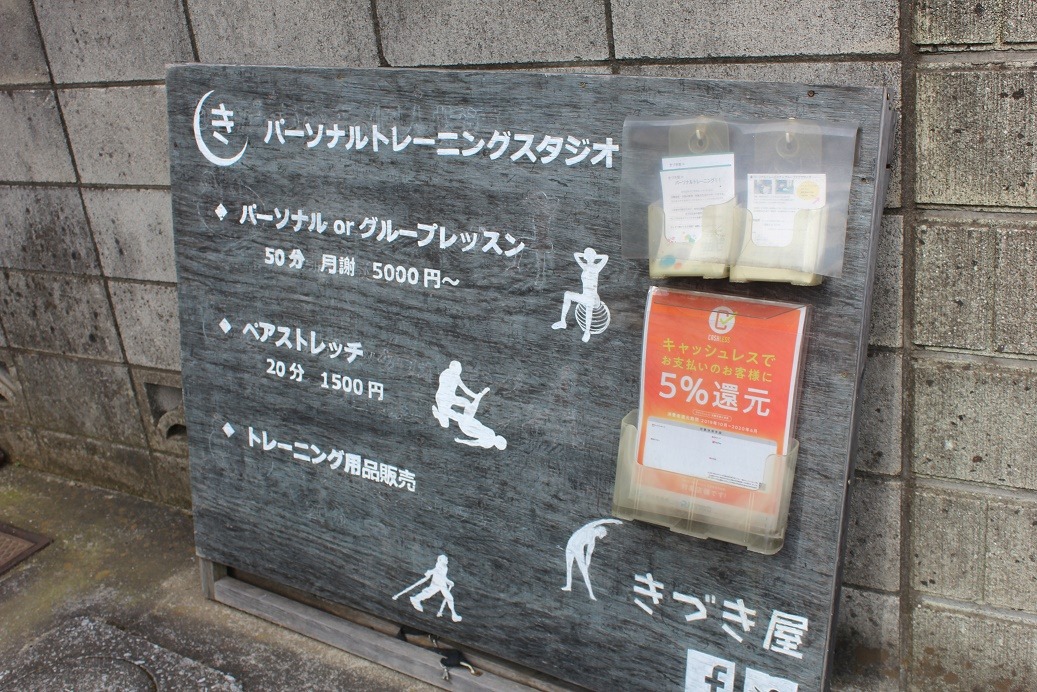 き
パーソナルトレーニングスタジオ
◆ パーソナル or グループレッスン
50分 月謝 5000円～
◆ ペアストレッチ
20分 1500円
◆ トレーニング用品販売
CASHLESS
キャッシュレスで
お支払いのお客様に
5%還元
きづき屋
f